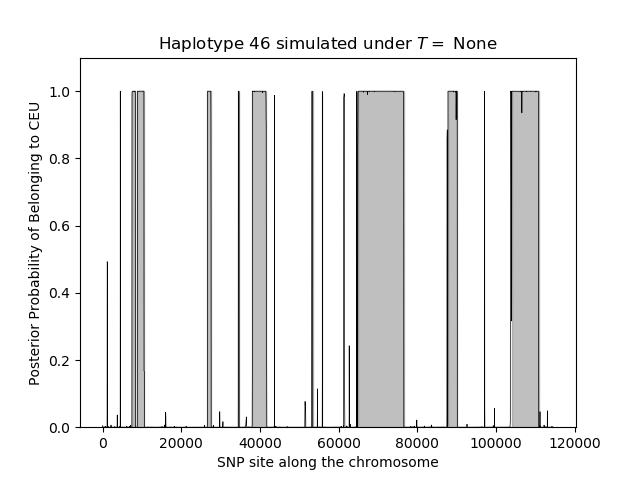 Haplotype 46 simulated under T = None
Posterior Probability of Belonging to CEU
1.0
0.8
0.6
0.4
0.2
0.0
0 20000 40000 60000 80000 100000 120000
SNP site along the chromosome